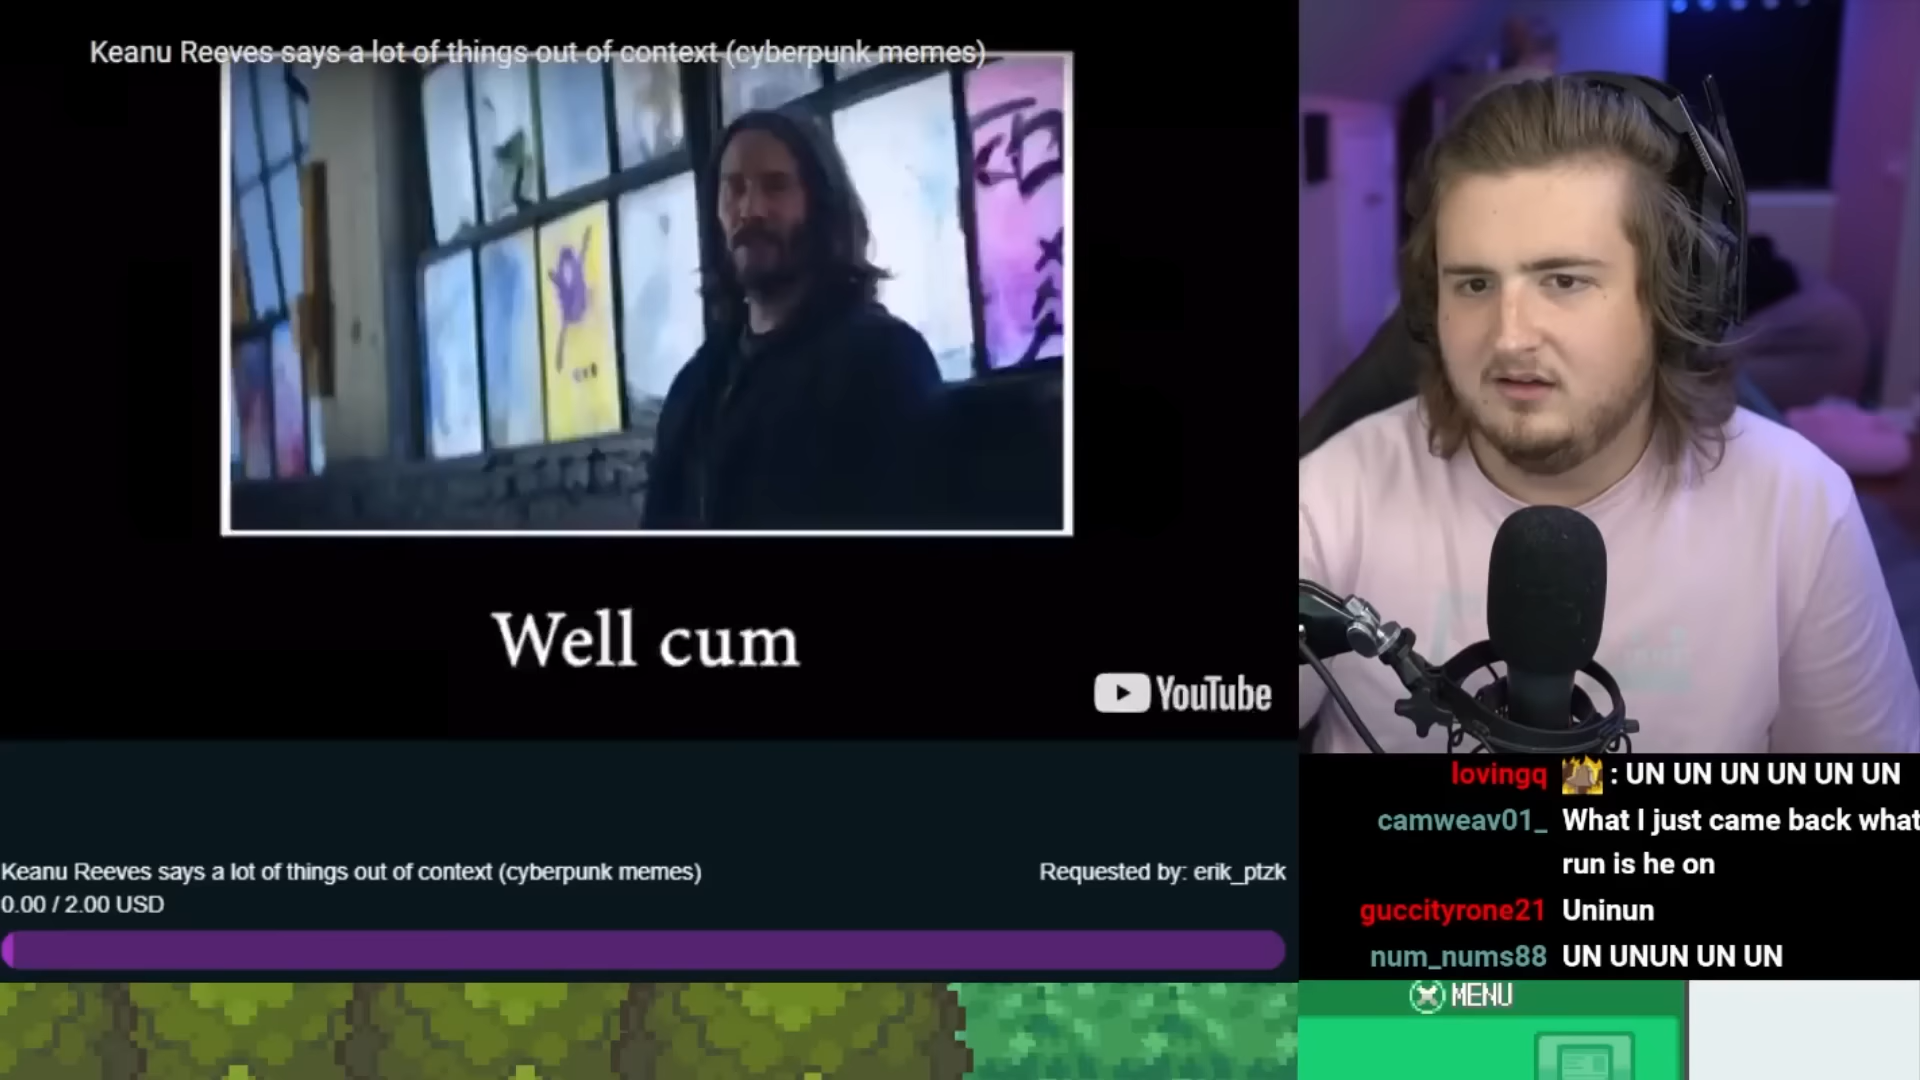 Keanu Reeves says a lot of things out of context (cyberpunk memes)
Well cum
YouTube
Keanu Reeves says a lot of things out of context (cyberpunk memes)
Requested by: erik_ptzk
0.00 / 2.00 USD
lovingq : UN UN UN UN UN UN
camweav01_ What I just came back what
run is he on
guccityrone21 Uninun
num_nums88 UN UNUN UN UN
MENU